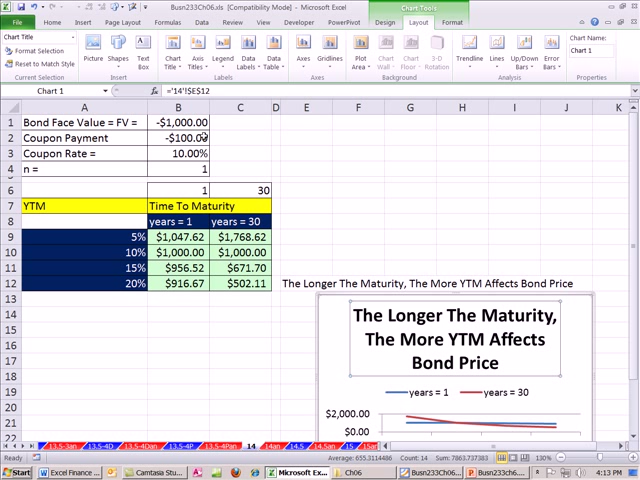 Busn233Ch06.xls [Compatibility Mode] - Microsoft Excel
Chart Tools
File Home Insert Page Layout Formulas Data Review View Developer PowerPivot Design Layout Format
Chart Title
Format Selection
Reset to Match Style
Current Selection
Picture Shapes Text Box
Insert
Chart Title Axis Titles Legend Data Labels Data Table
Labels
Axes Gridlines
Axes
Plot Area Chart Wall Chart Floor 3-D Rotation
Background
Trendline Lines Up/Down Bars Error Bars
Analysis
Chart Name:
Chart 1
Properties
Chart 1 fx ='14'!$E$12
A B C D E F G H I J K
1 Bond Face Value = FV = -$1,000.00
2 Coupon Payment -$100.00
3 Coupon Rate = 10.00%
4 n = 1
6 1 30
7 YTM Time To Maturity
8 years = 1 years = 30
9 5% $1,047.62 $1,768.62
10 10% $1,000.00 $1,000.00
11 15% $956.52 $671.70
12 20% $916.67 $502.11 The Longer The Maturity, The More YTM Affects Bond Price
13
14
15
16
17
18
19
20
21
22
The Longer The Maturity,
The More YTM Affects
Bond Price
years = 1 years = 30
$2,000.00
$0.00
13.5-3an 13.5-4D 13.5-4Dan 13.5-4P 13.5-4Pan 14 14an 14.5 14.5an 15 15an
Ready Average: 655.3114486 Count: 14 Sum: 7863.737383 130%
Start Excel Finance ... Camtasia Studio ... Microsoft Ex... Ch06 Busn233Ch06... Busn233ch6... 4:13 PM